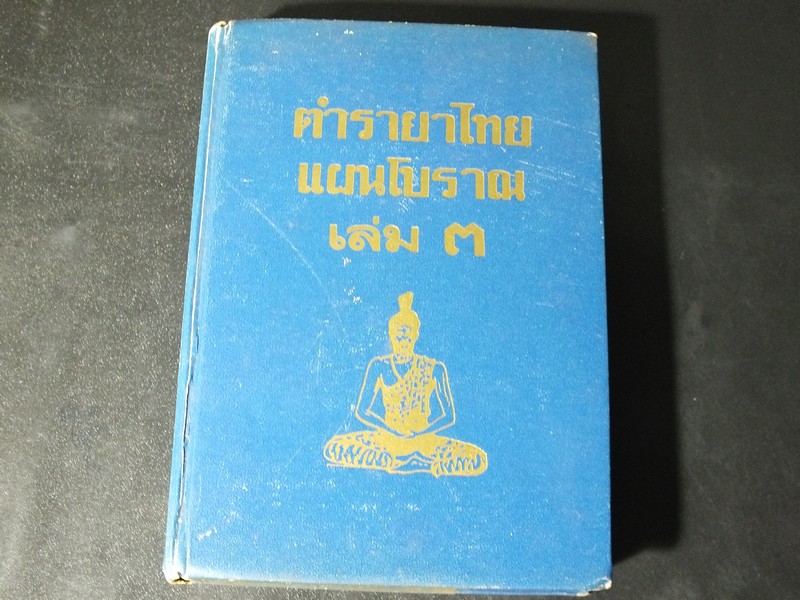 ตำรายาไทย
แผนโบราณ
เล่ม ๓